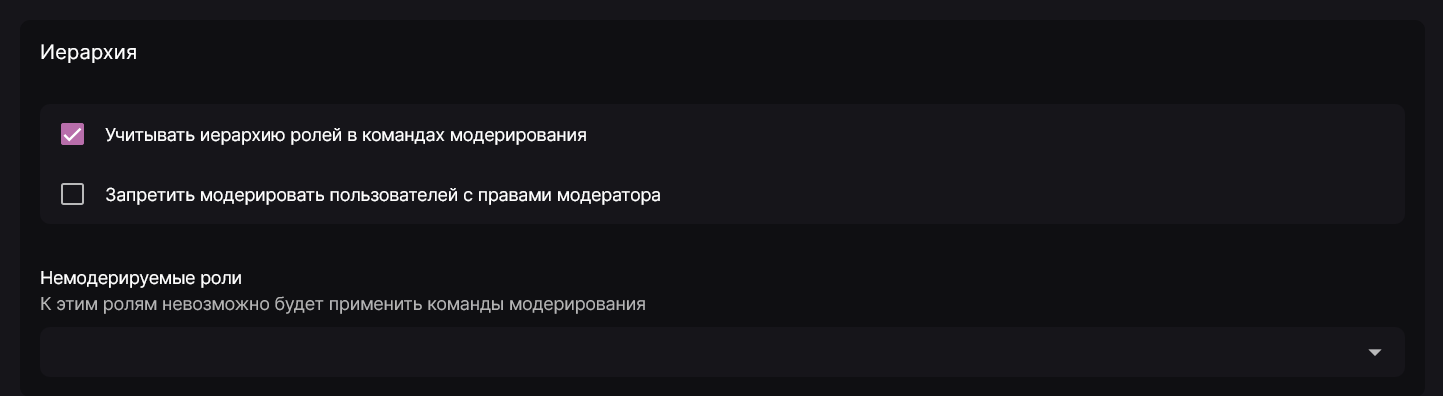 Иерархия
Учитывать иерархию ролей в командах модерирования
Запретить модерировать пользователей с правами модератора
Немодерируемые роли
К этим ролям невозможно будет применить команды модерирования